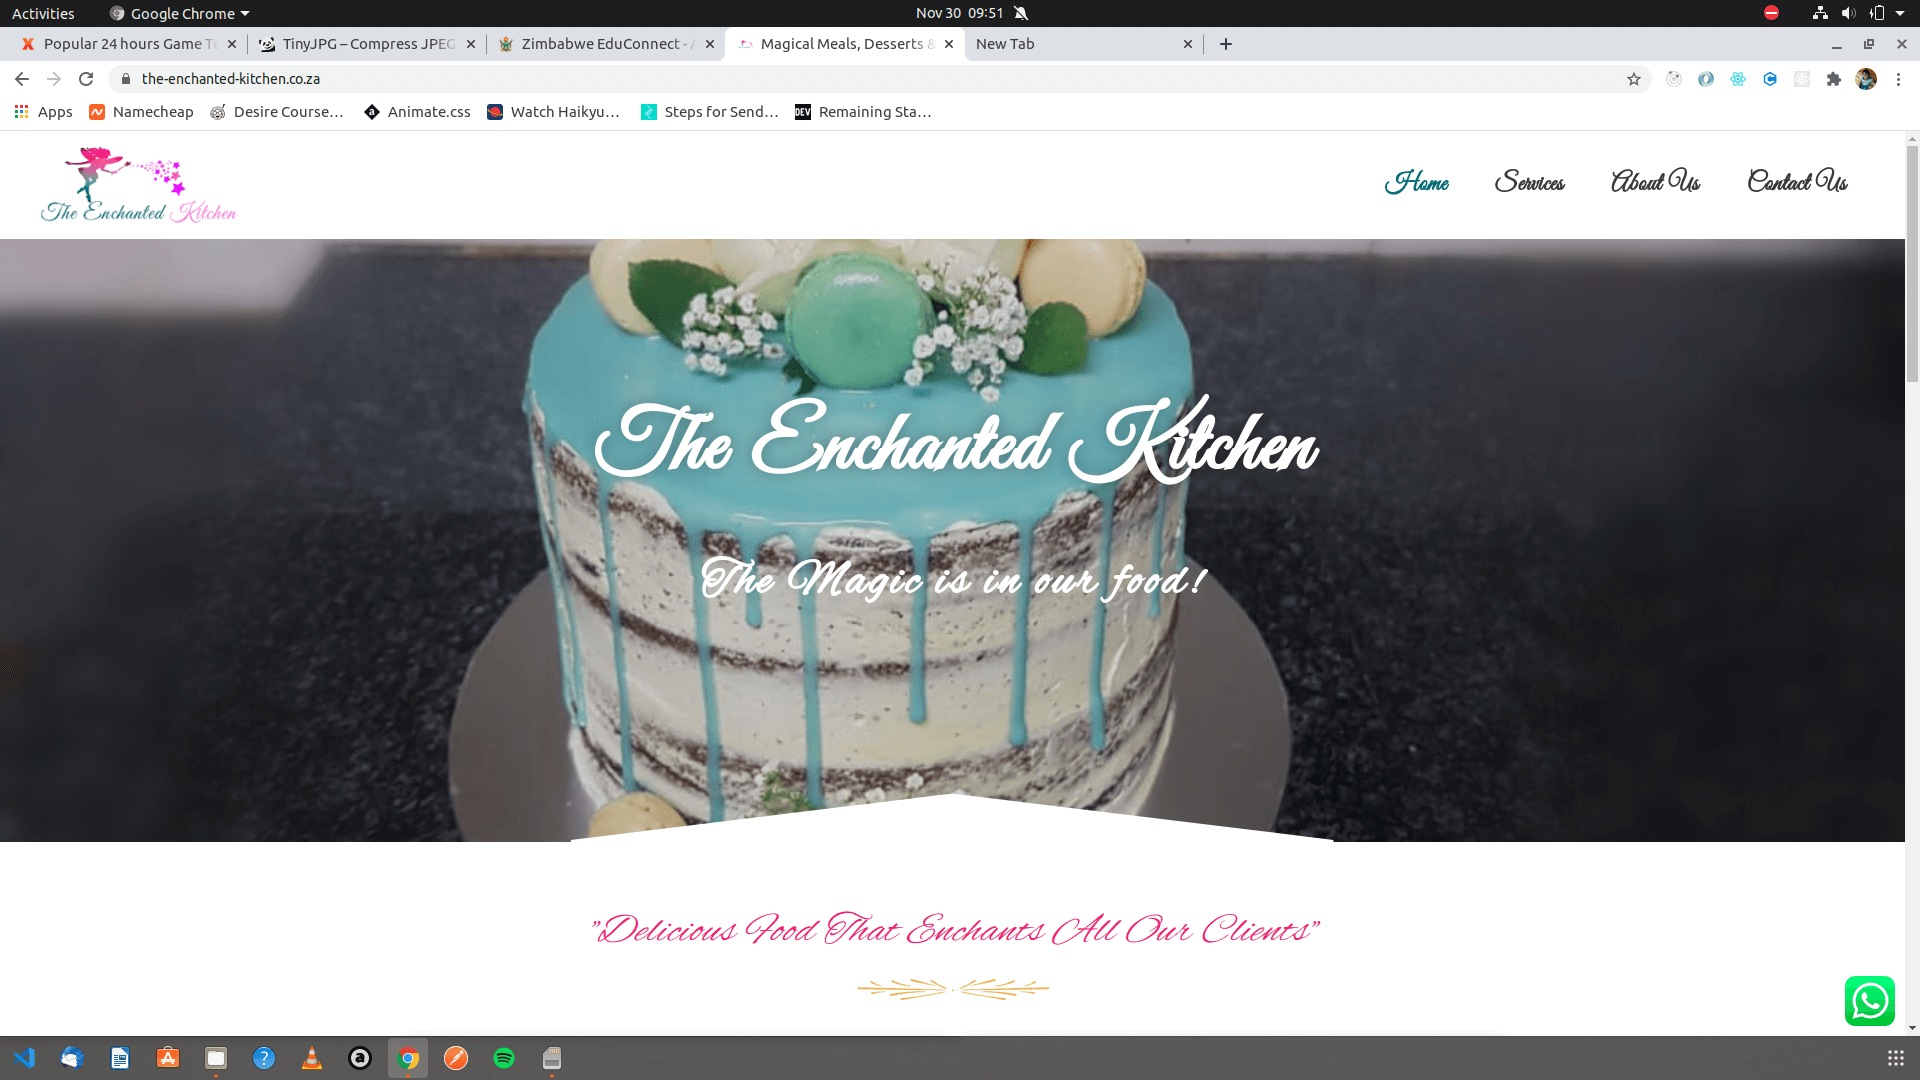 Activities
Google Chrome
Nov 30 09:51
Popular 24 hours Game To
TinyJPG – Compress JPEG
Zimbabwe EduConnect - A
Magical Meals, Desserts &
New Tab
the-enchanted-kitchen.co.za
Apps
Namecheap
Desire Course...
Animate.css
Watch Haikyu...
Steps for Send...
DEV
Remaining Sta...
The Enchanted Kitchen
Home
Services
About Us
Contact Us
The Enchanted Kitchen
The Magic is in our food!
"Delicious Food That Enchants All Our Clients"